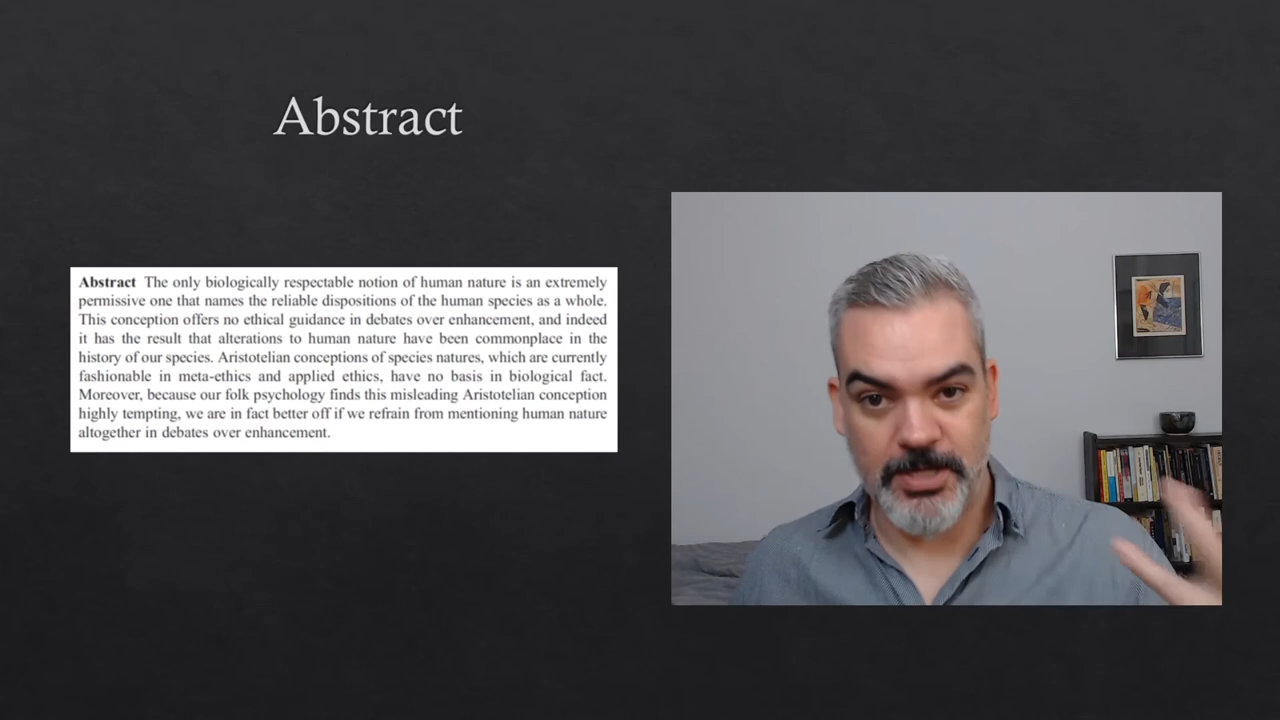 Abstract
Abstract The only biologically respectable notion of human nature is an extremely
permissive one that names the reliable dispositions of the human species as a whole.
This conception offers no ethical guidance in debates over enhancement, and indeed
it has the result that alterations to human nature have been commonplace in the
history of our species. Aristotelian conceptions of species natures, which are currently
fashionable in meta-ethics and applied ethics, have no basis in biological fact.
Moreover, because our folk psychology finds this misleading Aristotelian conception
highly tempting, we are in fact better off if we refrain from mentioning human nature
altogether in debates over enhancement.